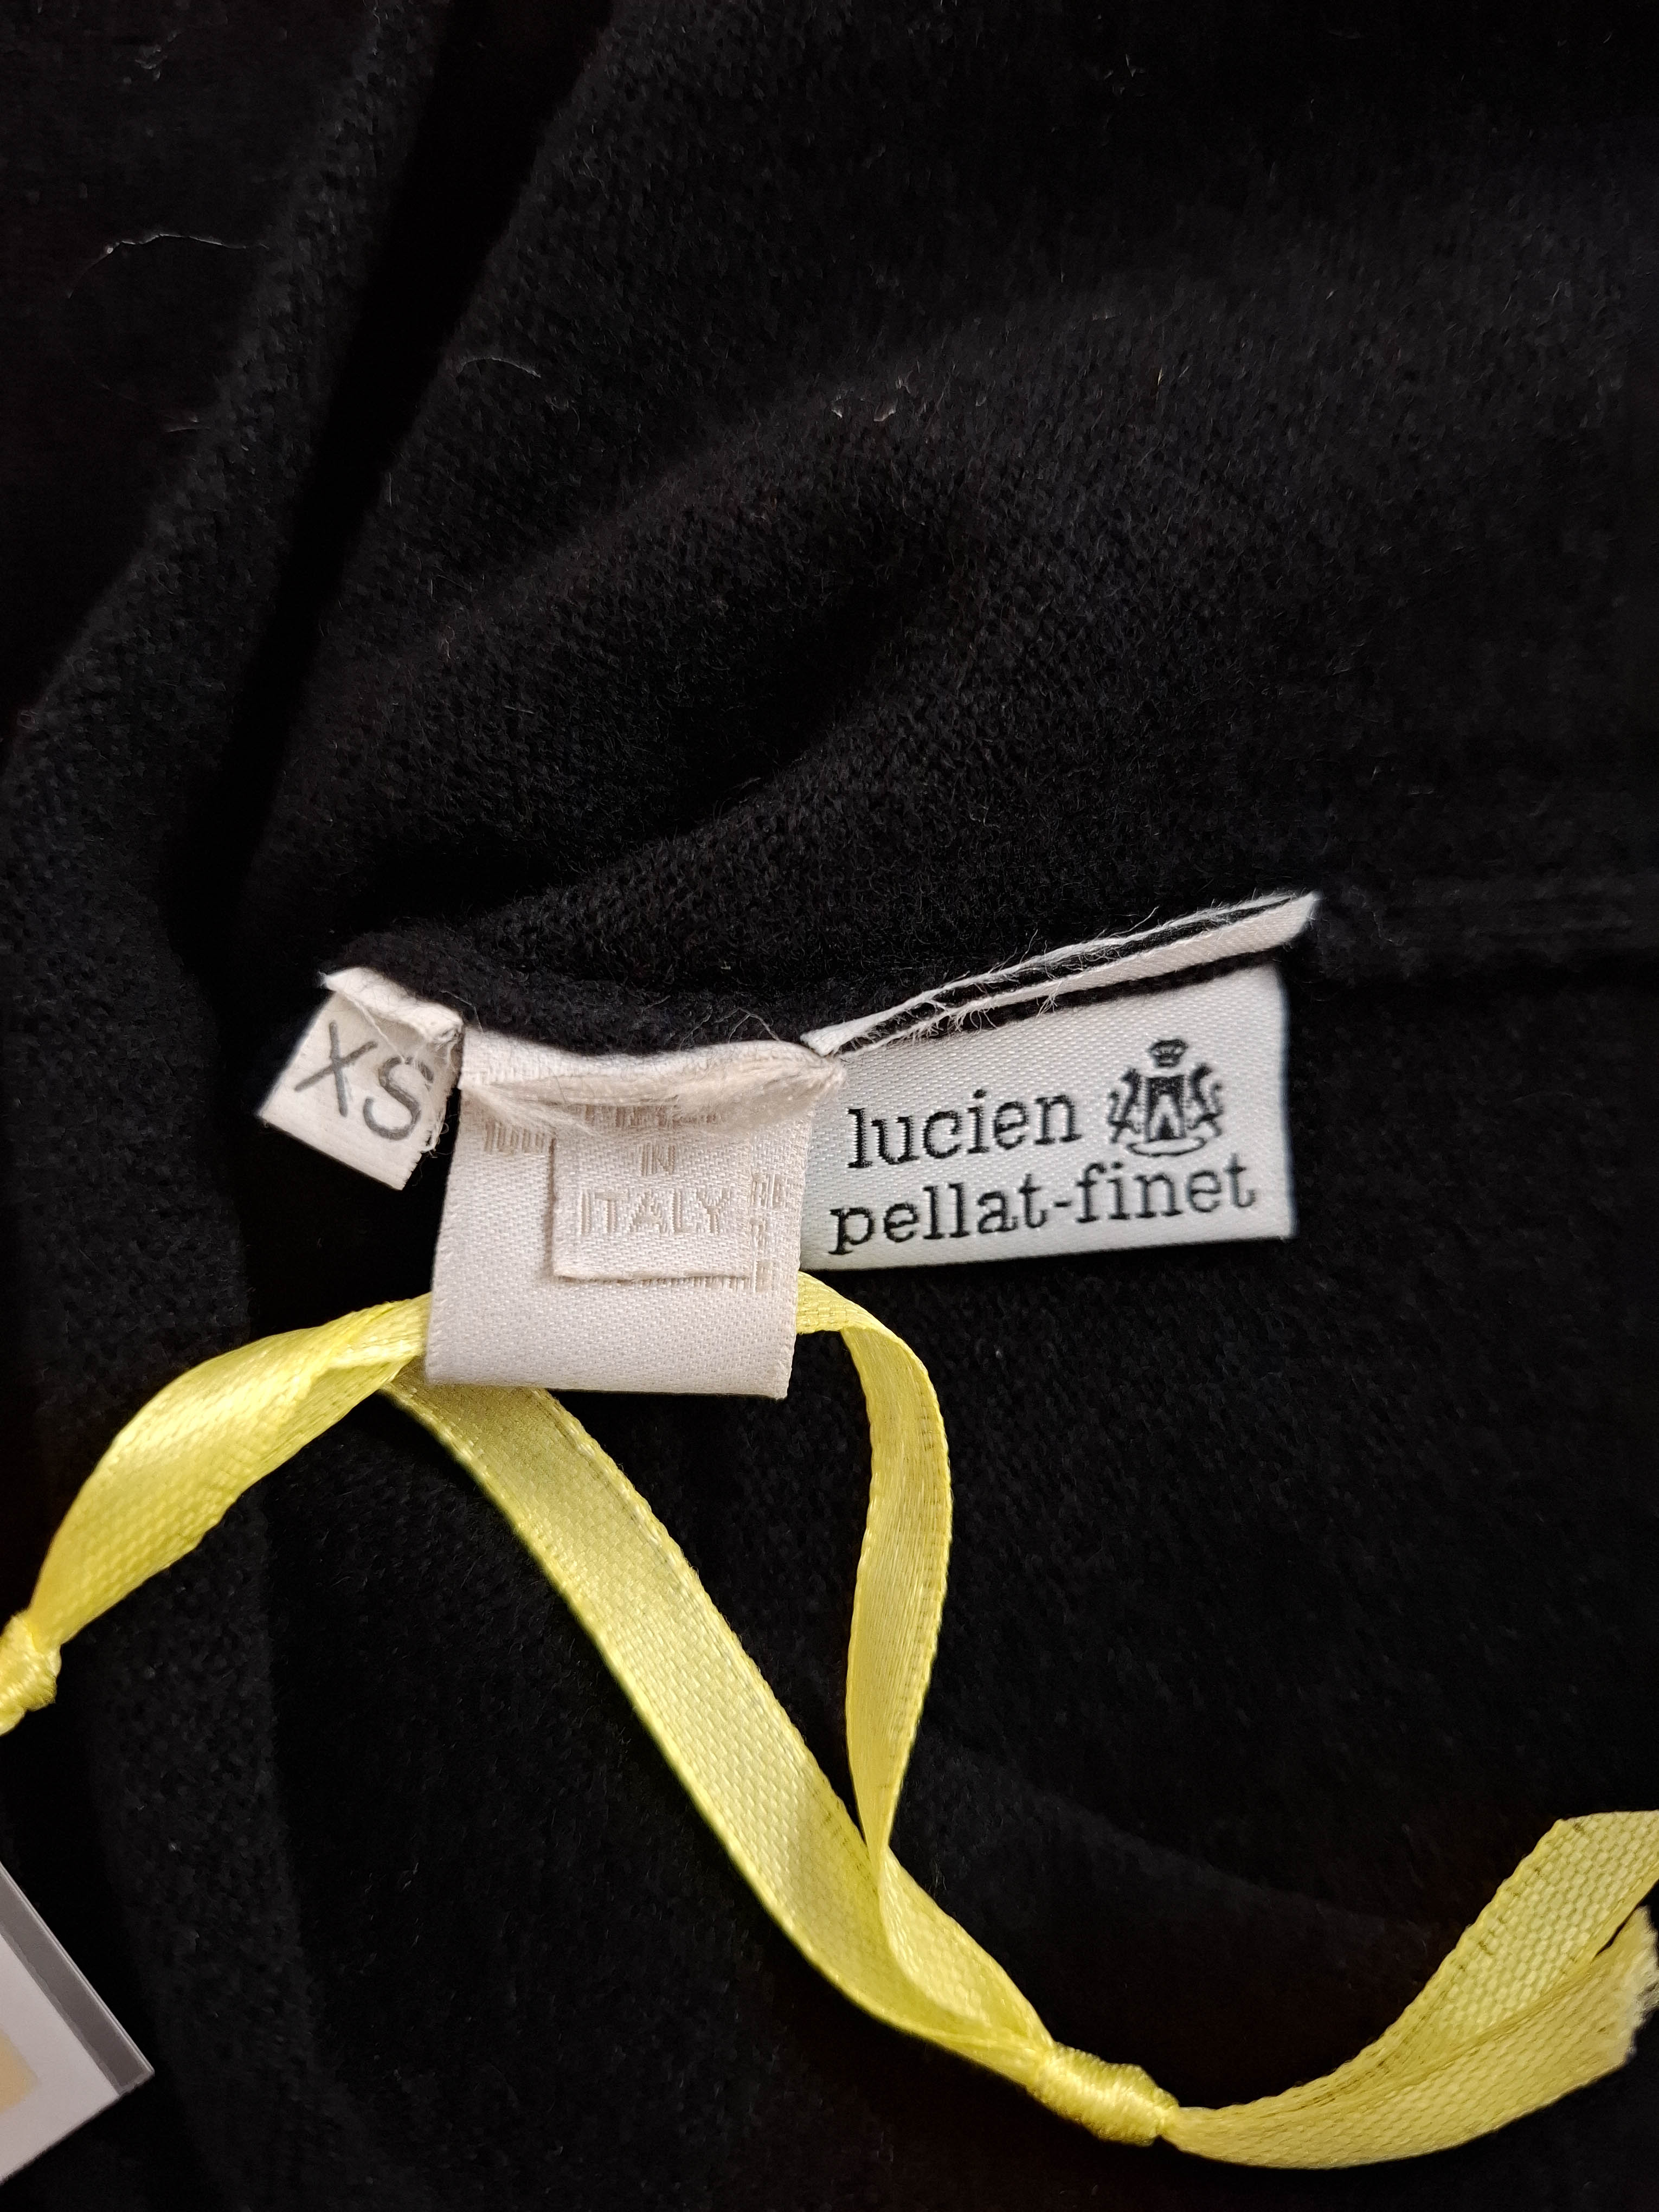 XS
IN
ITALY
lucien
pellat-finet